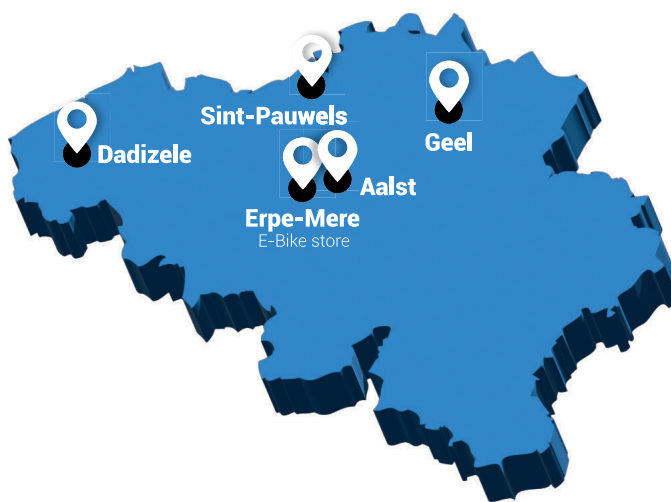 Sint-Pauwels
Geel
Dadizele
Aalst
Erpe-Mere
E-Bike store